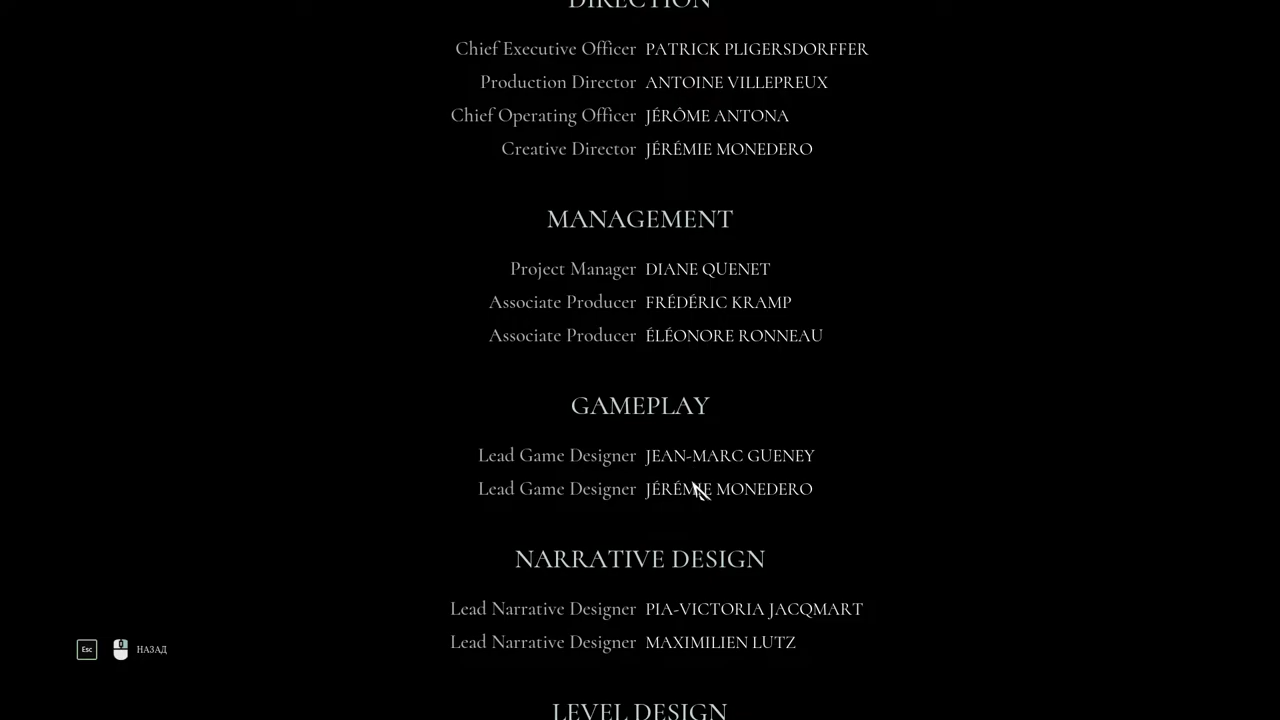 DIRECTION
Chief Executive Officer PATRICK PLIGERSDORFFER
Production Director ANTOINE VILLEPREUX
Chief Operating Officer JÉRÔME ANTONA
Creative Director JÉRÉMIE MONEDERO
MANAGEMENT
Project Manager DIANE QUENET
Associate Producer FRÉDÉRIC KRAMP
Associate Producer ÉLÉONORE RONNEAU
GAMEPLAY
Lead Game Designer JEAN-MARC GUENEY
Lead Game Designer JÉRÉMIE MONEDERO
NARRATIVE DESIGN
Lead Narrative Designer PIA-VICTORIA JACQMART
Lead Narrative Designer MAXIMILIEN LUTZ
Esc НАЗАД
LEVEL DESIGN